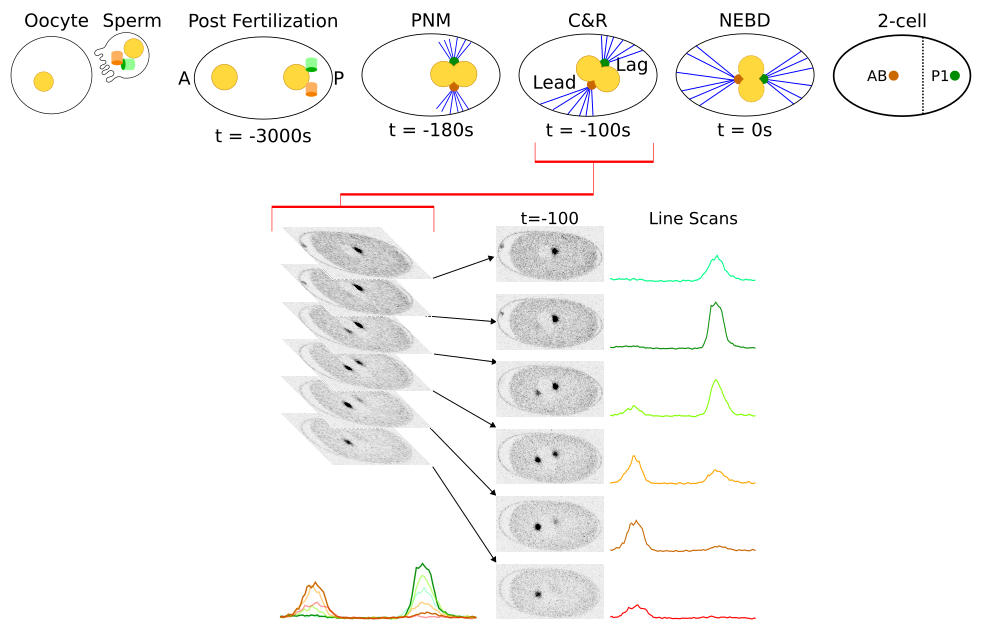 Oocyte Sperm Post Fertilization PNM C&R NEBD 2-cell
A P Lead Lag AB P1
t = -3000s t = -180s t = -100s t = 0s
t=-100 Line Scans